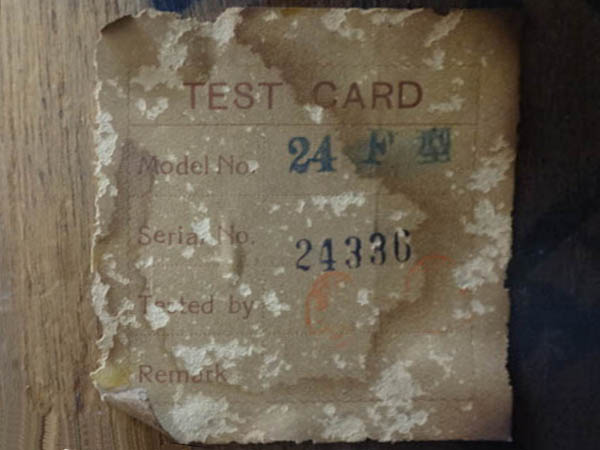 TEST CARD
Model No. 24 F
Serial No. 24336
Tested by
Remark